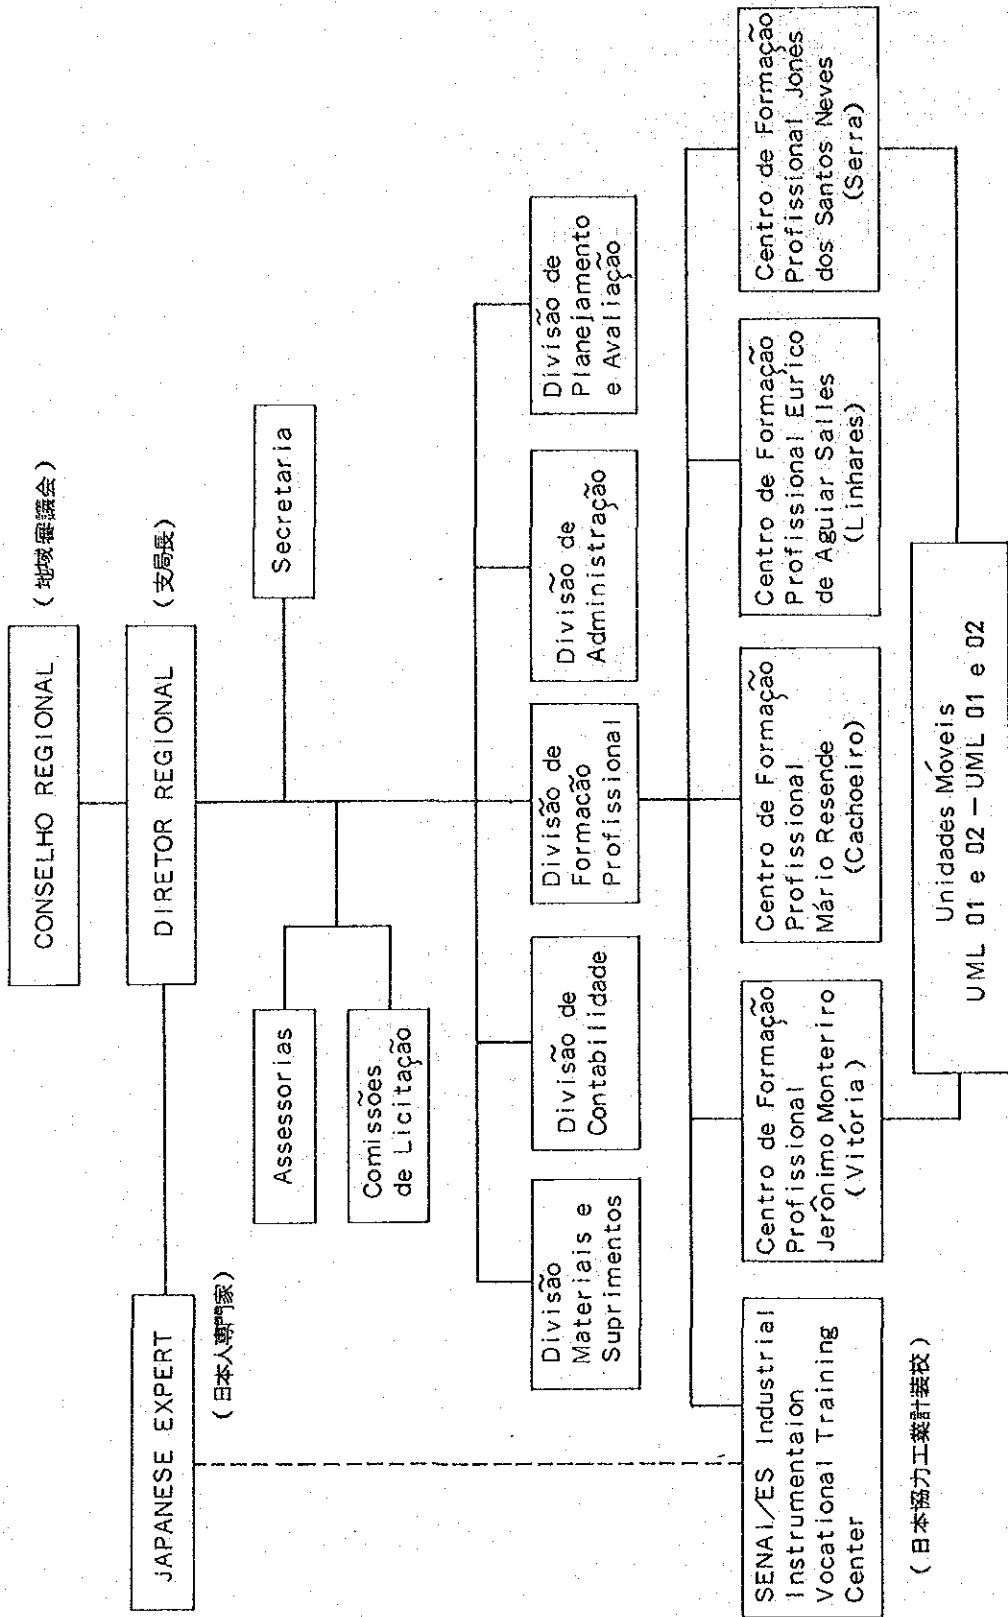 CONSELHO REGIONAL
(地域審議会)
JAPANESE EXPERT
(日本人専門家)
DIRETOR REGIONAL
(支局長)
Secretaria
Assessorias
Comissões
de Licitação
Divisão
Materiais e
Suprimentos
Divisão de
Contabilidade
Divisão de
Formacão
Profissional
Divisão de
Administração
Divisão de
Planejamento
e Avaliação
SENAI/ES Industrial
Instrumentaion
Vocational Training
Center
(日本協力工業計装校)
Centro de Formação
Profissional
Jerônimo Monteriro
(Vitória)
Centro de Formação
Profissional
Mário Resende
(Cachoeiro)
Centro de Formação
Profissional Eurico
de Aguiar Salles
(Linhares)
Centro de Formação
Profissional Jones
dos Santos Neves
(Serra)
Unidades Móveis
UML 01 e 02 – UML 01 e 02